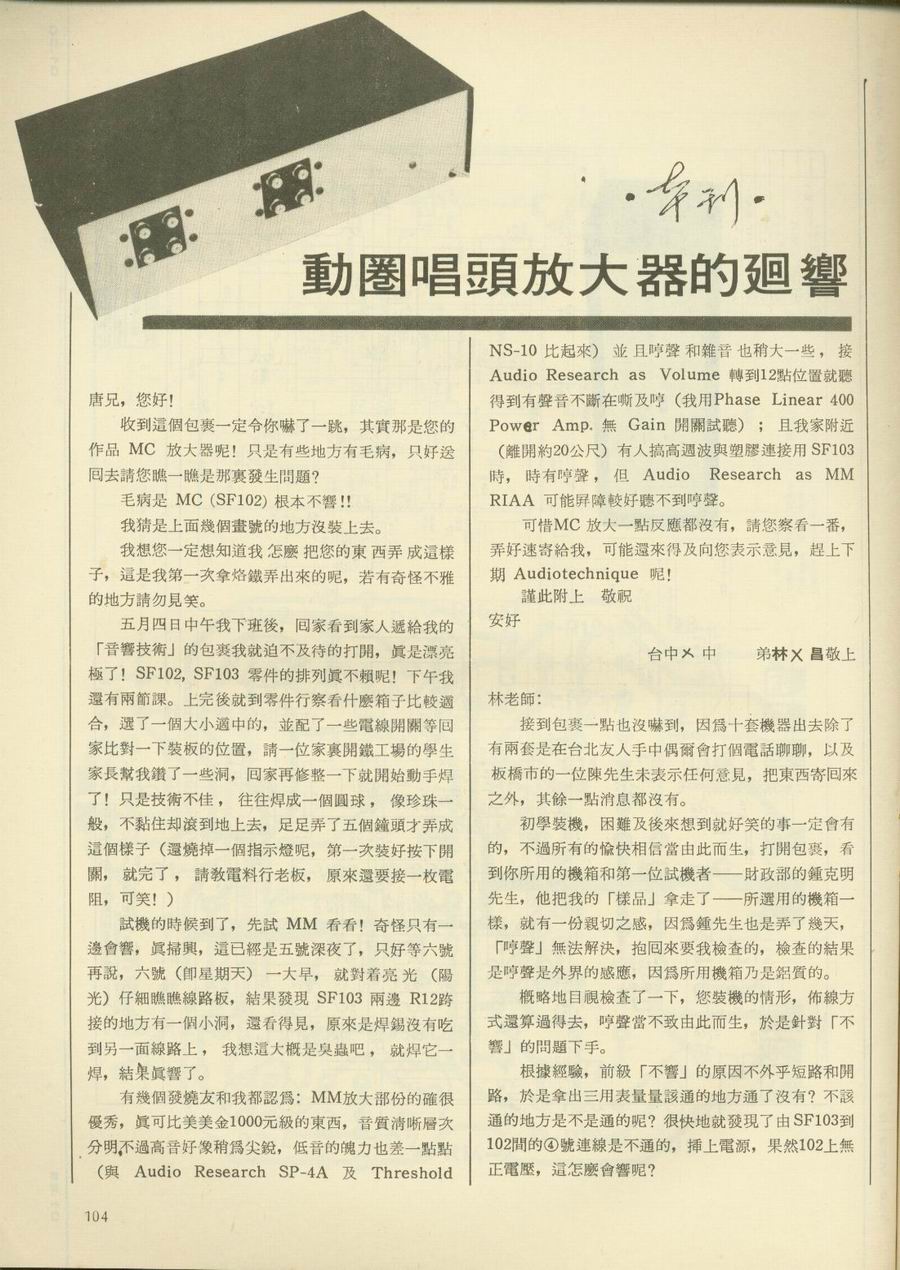 •本刊•
動圈唱頭放大器的廻響
唐兄，您好！
收到這個包裹一定令你嚇了一跳，其實那是您的
作品 MC 放大器呢！只是有些地方有毛病，只好送
回去請您瞧一瞧是那裏發生問題？
毛病是 MC (SF102) 根本不響!!
我猜是上面幾個畫號的地方沒裝上去。
我想您一定想知道我怎麽把您的東西弄成這樣
子，這是我第一次拿烙鐵弄出來的呢，若有奇怪不雅
的地方請勿見笑。
五月四日中午我下班後，回家看到家人遞給我的
「音響技術」的包裹我就迫不及待的打開，眞是漂亮
極了！SF102, SF103 零件的排列眞不賴呢！下午我
還有兩節課。上完後就到零件行察看什麽箱子比較適
合，選了一個大小適中的，並配了一些電線開關等回
家比對一下裝板的位置，請一位家裏開鐵工場的學生
家長幫我鑽了一些洞，回家再修整一下就開始動手焊
了！只是技術不佳，往往焊成一個圓球，像珍珠一
般，不黏住却滾到地上去，足足弄了五個鐘頭才弄成
這個樣子（還燒掉一個指示燈呢，第一次裝好按下開
關，就完了，請敎電料行老板，原來還要接一枚電
阻，可笑！）
試機的時候到了，先試 MM 看看！奇怪只有一
邊會響，眞掃興，這已經是五號深夜了，只好等六號
再說，六號（卽星期天）一大早，就對着亮光（陽
光）仔細瞧瞧線路板，結果發現 SF103 兩邊 R12跨
接的地方有一個小洞，還看得見，原來是焊錫沒有吃
到另一面線路上，我想這大槪是臭蟲吧，就焊它一
焊，結果眞響了。
有幾個發燒友和我都認爲：MM放大部份的確很
優秀，眞可比美美金1000元級的東西，音質清晰層次
分明,不過高音好像稍爲尖銳，低音的魄力也差一點點
（與 Audio Research SP-4A 及 Threshold
NS-10 比起來）並且哼聲和雜音也稍大一些，接
Audio Research as Volume 轉到12點位置就聽
得到有聲音不斷在嘶及哼（我用Phase Linear 400
Power Amp. 無 Gain 開關試聽）；且我家附近
（離開約20公尺）有人搞高週波與塑膠連接用 SF103
時，時有哼聲，但 Audio Research as MM
RIAA 可能屏障較好聽不到哼聲。
可惜MC 放大一點反應都沒有，請您察看一番，
弄好速寄給我，可能還來得及向您表示意見，趕上下
期 Audiotechnique 呢！
謹此附上　敬祝
安好
台中㐅中　弟林㐅昌敬上
林老師：
接到包裹一點也沒嚇到，因爲十套機器出去除了
有兩套是在台北友人手中偶爾會打個電話聊聊，以及
板橋市的一位陳先生未表示任何意見，把東西寄回來
之外，其餘一點消息都沒有。
初學裝機，困難及後來想到就好笑的事一定會有
的，不過所有的愉快相信當由此而生，打開包裹，看
到你所用的機箱和第一位試機者——財政部的鍾克明
先生，他把我的「樣品」拿走了——所選用的機箱一
樣，就有一份親切之感，因爲鍾先生也是弄了幾天，
「哼聲」無法解決，抱回來要我檢查的，檢查的結果
是哼聲是外界的感應，因爲所用機箱乃是鋁質的。
槪略地目視檢查了一下，您裝機的情形，佈線方
式還算過得去，哼聲當不致由此而生，於是針對「不
響」的問題下手。
根據經驗，前級「不響」的原因不外乎短路和開
路，於是拿出三用表量量該通的地方通了沒有？不該
通的地方是不是通的呢？很快地就發現了由SF103到
102間的④號連線是不通的，挿上電源，果然102上無
正電壓，這怎麽會響呢？
104